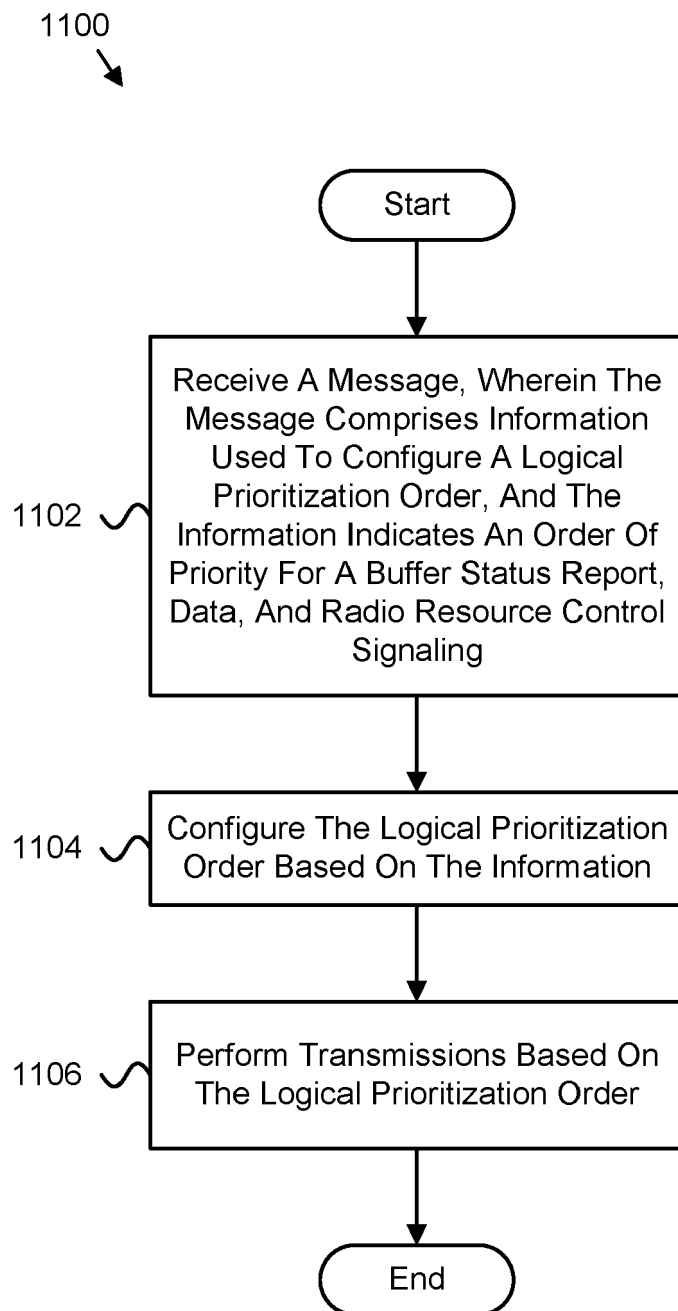 1100
Start
Receive A Message, Wherein The
Message Comprises Information
Used To Configure A Logical
Prioritization Order, And The
Information Indicates An Order Of
Priority For A Buffer Status Report,
Data, And Radio Resource Control
Signaling
1102
Configure The Logical Prioritization
Order Based On The Information
1104
Perform Transmissions Based On
The Logical Prioritization Order
1106
End